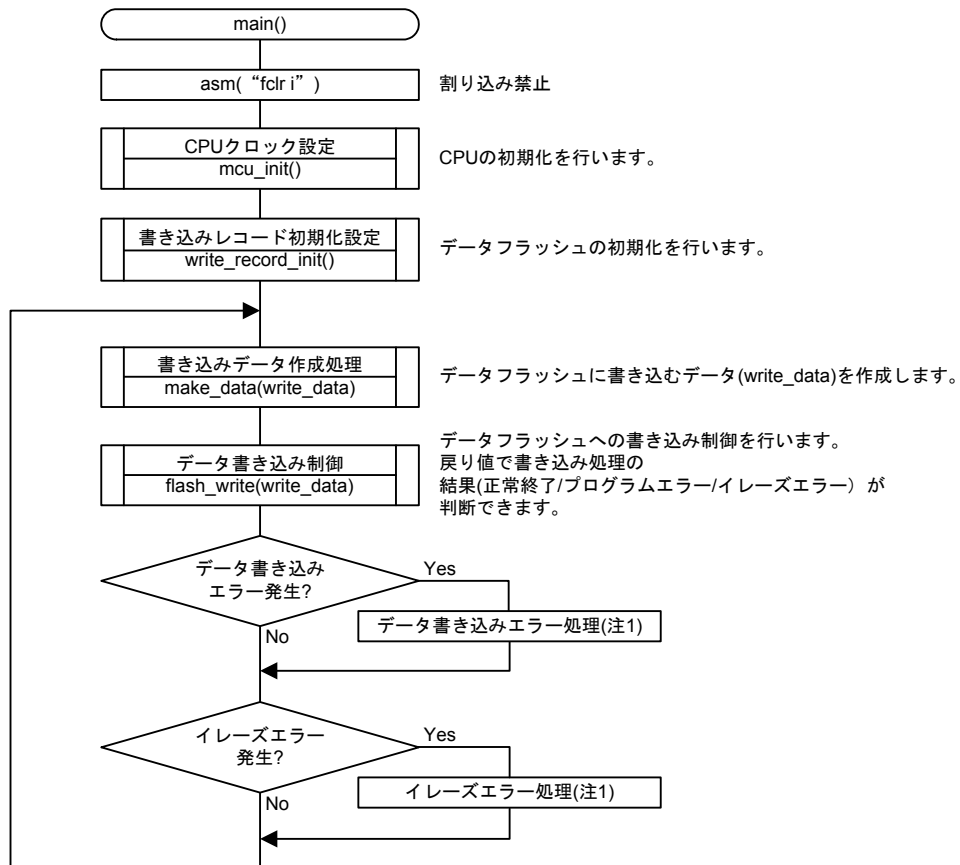 main()
asm( “fclr i” )
割り込み禁止
CPUクロック設定
mcu_init()
CPUの初期化を行います。
書き込みレコード初期化設定
write_record_init()
データフラッシュの初期化を行います。
書き込みデータ作成処理
make_data(write_data)
データフラッシュに書き込むデータ(write_data)を作成します。
データ書き込み制御
flash_write(write_data)
データフラッシュへの書き込み制御を行います。
戻り値で書き込み処理の
結果(正常終了/プログラムエラー/イレーズエラー）が
判断できます。
データ書き込み
エラー発生?
Yes
データ書き込みエラー処理(注1)
No
イレーズエラー
発生?
Yes
イレーズエラー処理(注1)
No